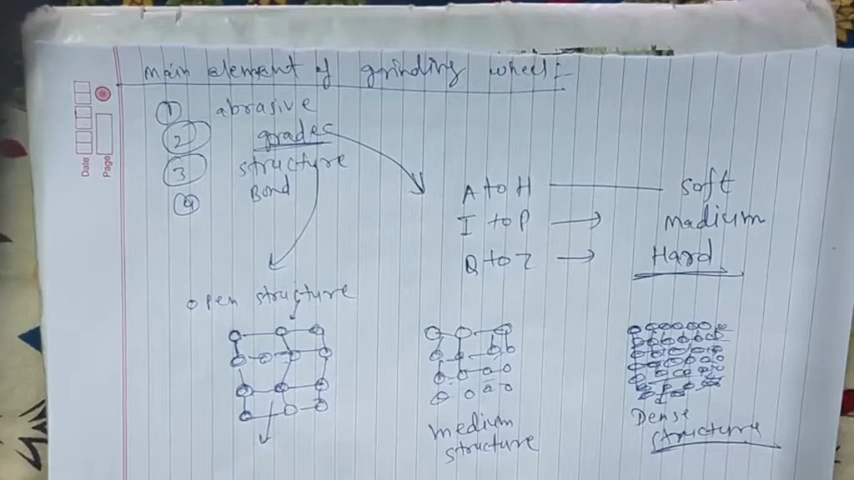 Date
Page
main element of grinding wheel:-
① abrasive
② grades
③ structure
④ Bond
A to H — soft
I to P → Madium
Q to Z → Hard
open structure
medium
structure
Dense
structure